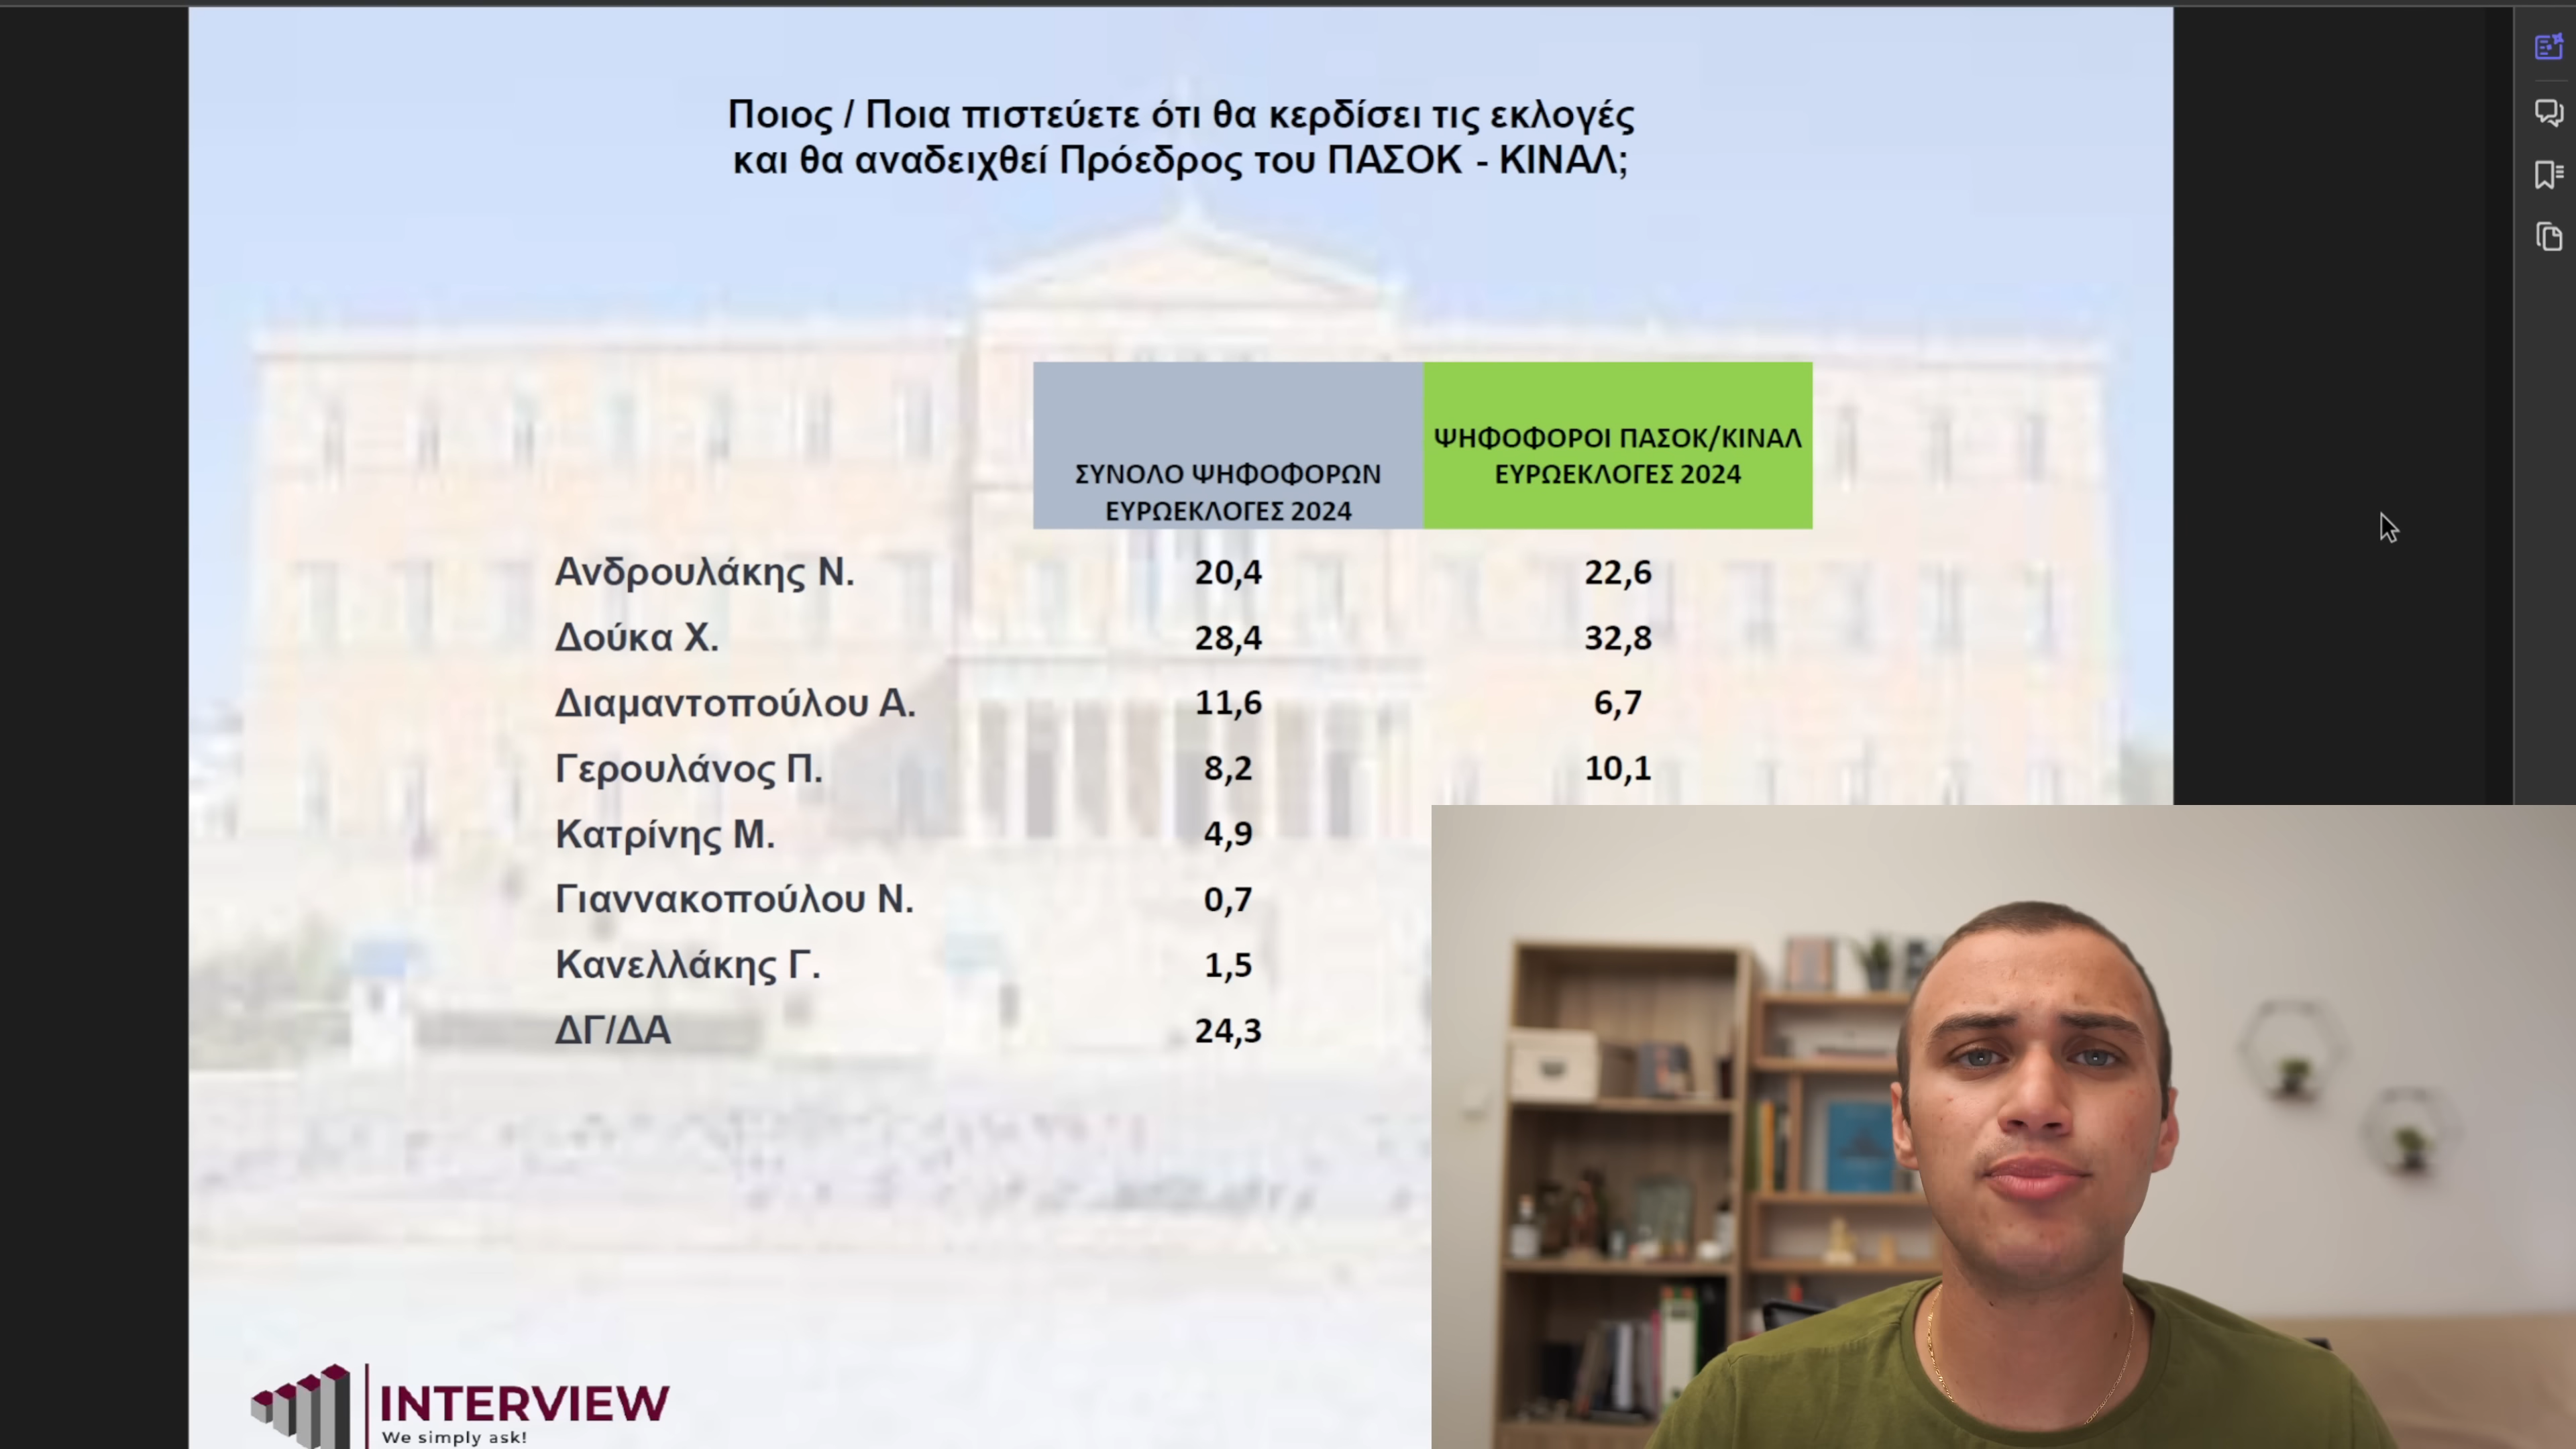 Ποιος / Ποια πιστεύετε ότι θα κερδίσει τις εκλογές
και θα αναδειχθεί Πρόεδρος του ΠΑΣΟΚ - ΚΙΝΑΛ;
ΣΥΝΟΛΟ ΨΗΦΟΦΟΡΩΝ
ΕΥΡΩΕΚΛΟΓΕΣ 2024
ΨΗΦΟΦΟΡΟΙ ΠΑΣΟΚ/ΚΙΝΑΛ
ΕΥΡΩΕΚΛΟΓΕΣ 2024
Ανδρουλάκης Ν. 20,4 22,6
Δούκα Χ. 28,4 32,8
Διαμαντοπούλου Α. 11,6 6,7
Γερουλάνος Π. 8,2 10,1
Κατρίνης Μ. 4,9
Γιαννακοπούλου Ν. 0,7
Κανελλάκης Γ. 1,5
ΔΓ/ΔΑ 24,3
INTERVIEW
We simply ask!